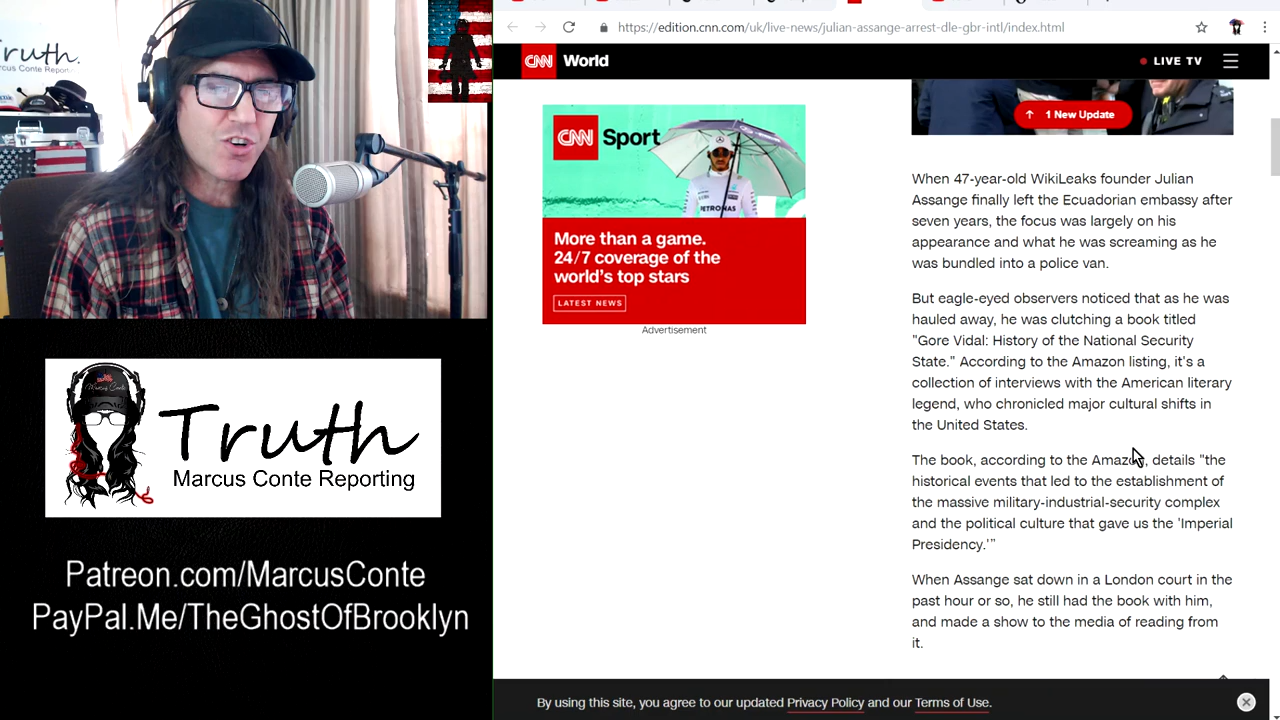 Truth.
Marcus Conte Reporting
Truth
Marcus Conte Reporting
Patreon.com/MarcusConte
PayPal.Me/TheGhostOfBrooklyn
https://edition.cnn.com/uk/live-news/julian-assange-arrest-dle-gbr-intl/index.html
CNN World
LIVE TV
CNN Sport
PETRONAS
More than a game.
24/7 coverage of the
world's top stars
LATEST NEWS
Advertisement
↑ 1 New Update
When 47-year-old WikiLeaks founder Julian
Assange finally left the Ecuadorian embassy after
seven years, the focus was largely on his
appearance and what he was screaming as he
was bundled into a police van.
But eagle-eyed observers noticed that as he was
hauled away, he was clutching a book titled
"Gore Vidal: History of the National Security
State." According to the Amazon listing, it's a
collection of interviews with the American literary
legend, who chronicled major cultural shifts in
the United States.
The book, according to the Amazon, details "the
historical events that led to the establishment of
the massive military-industrial-security complex
and the political culture that gave us the 'Imperial
Presidency.'"
When Assange sat down in a London court in the
past hour or so, he still had the book with him,
and made a show to the media of reading from
it.
By using this site, you agree to our updated Privacy Policy and our Terms of Use.